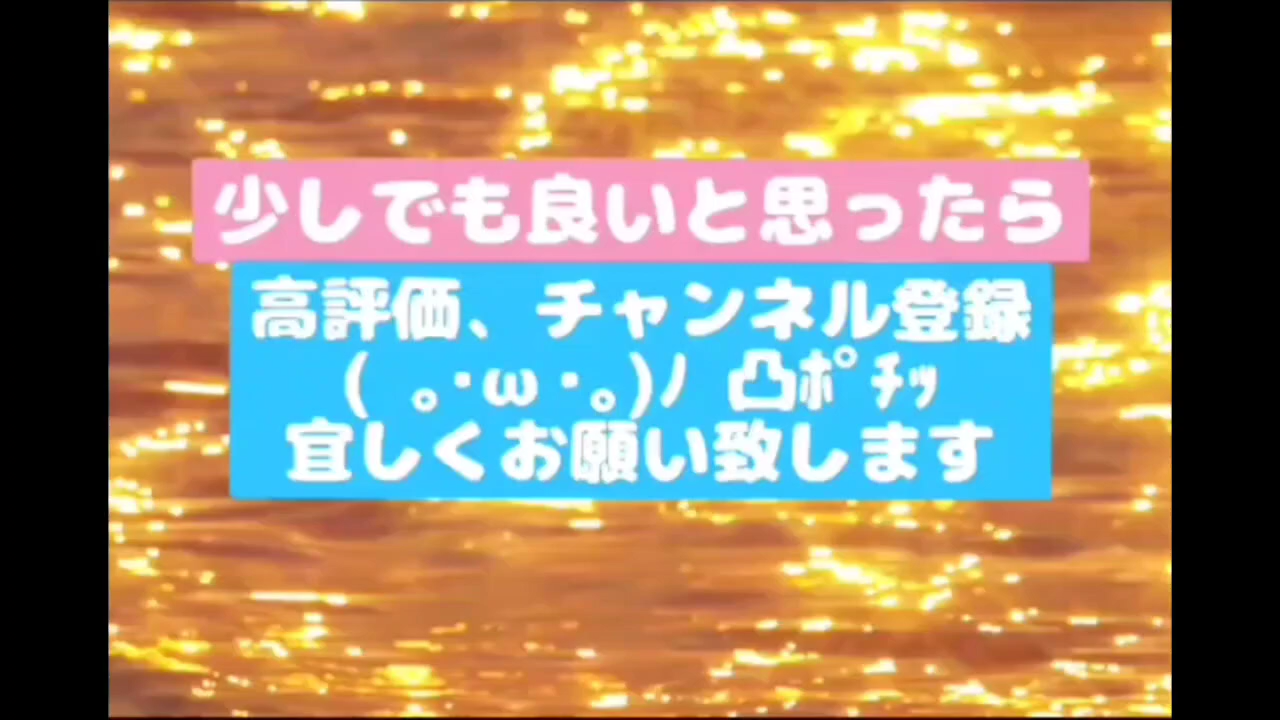 少しでも良いと思ったら
高評価、チャンネル登録
( 。･ω･。)ﾉ 凸ﾎﾟﾁｯ
宜しくお願い致します